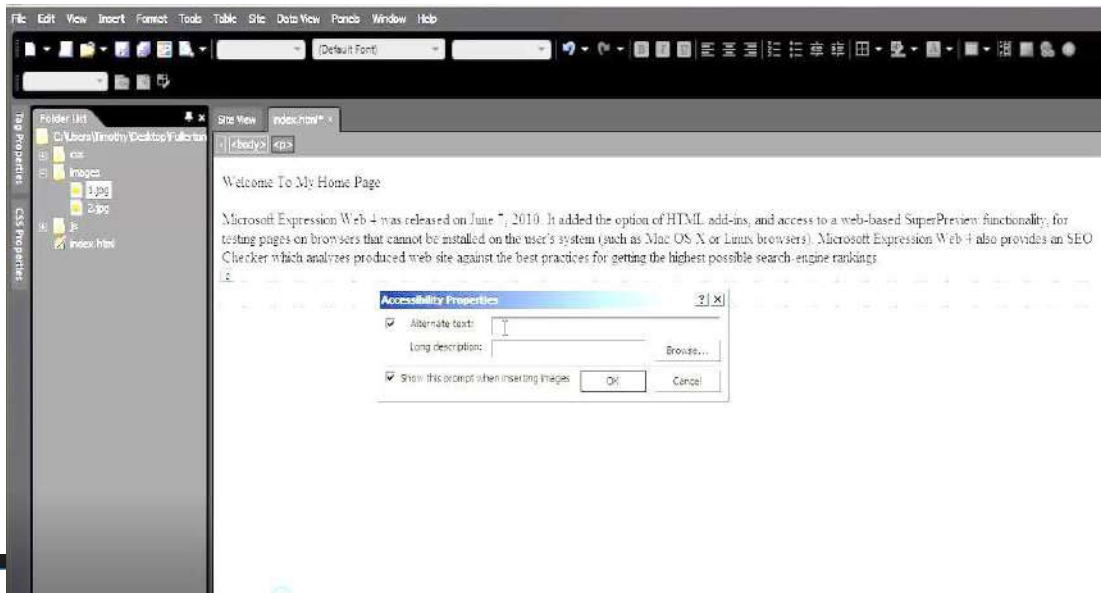 File Edit View Insert Format Tools Table Site Data View Panels Window Help
(Default Font)
Folder List
Site View index.html*
C:\Users\Timothy\Desktop\Fullerton
<body> <p>
css
images
1.jpg
2.jpg
js
index.html
Tag Properties
CSS Properties
Welcome To My Home Page
Microsoft Expression Web 4 was released on June 7, 2010. It added the option of HTML add-ins, and access to a web-based SuperPreview functionality, for
testing pages on browsers that cannot be installed on the user's system (such as Mac OS X or Linux browsers). Microsoft Expression Web 4 also provides an SEO
Checker which analyzes produced web site against the best practices for getting the highest possible search-engine rankings
Accessibility Properties
Alternate text:
Long description:
Browse...
Show this prompt when inserting images
OK
Cancel